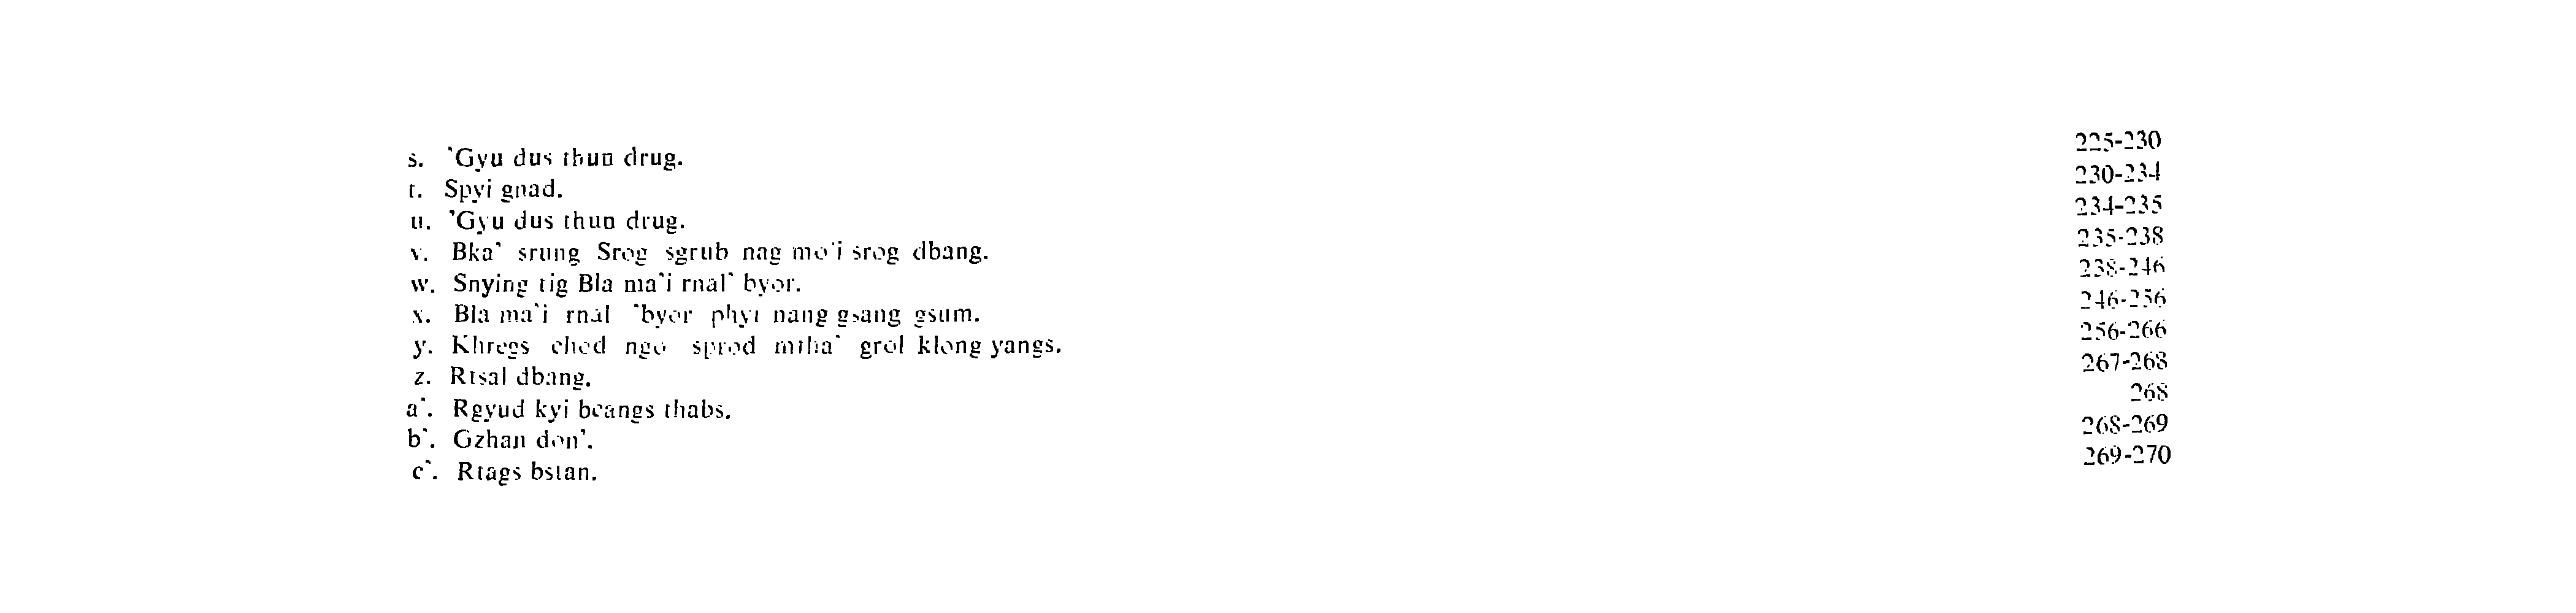 s. 'Gyu dus thun drug. 225-230
t. Spyi gnad. 230-234
u. 'Gyu dus thun drug. 234-235
v. Bka' srung Srog sgrub nag mo'i srog dbang. 235-238
w. Snying tig Bla ma'i rnal' byor. 238-246
x. Bla ma'i rnal 'byor phyi nang gsang gsum. 246-256
y. Khregs chod ngo sprod mtha' grol klong yangs. 256-266
z. Rtsal dbang. 267-268
a'. Rgyud kyi bcangs thabs. 268
b'. Gzhan don'. 268-269
c'. Rtags bstan. 269-270